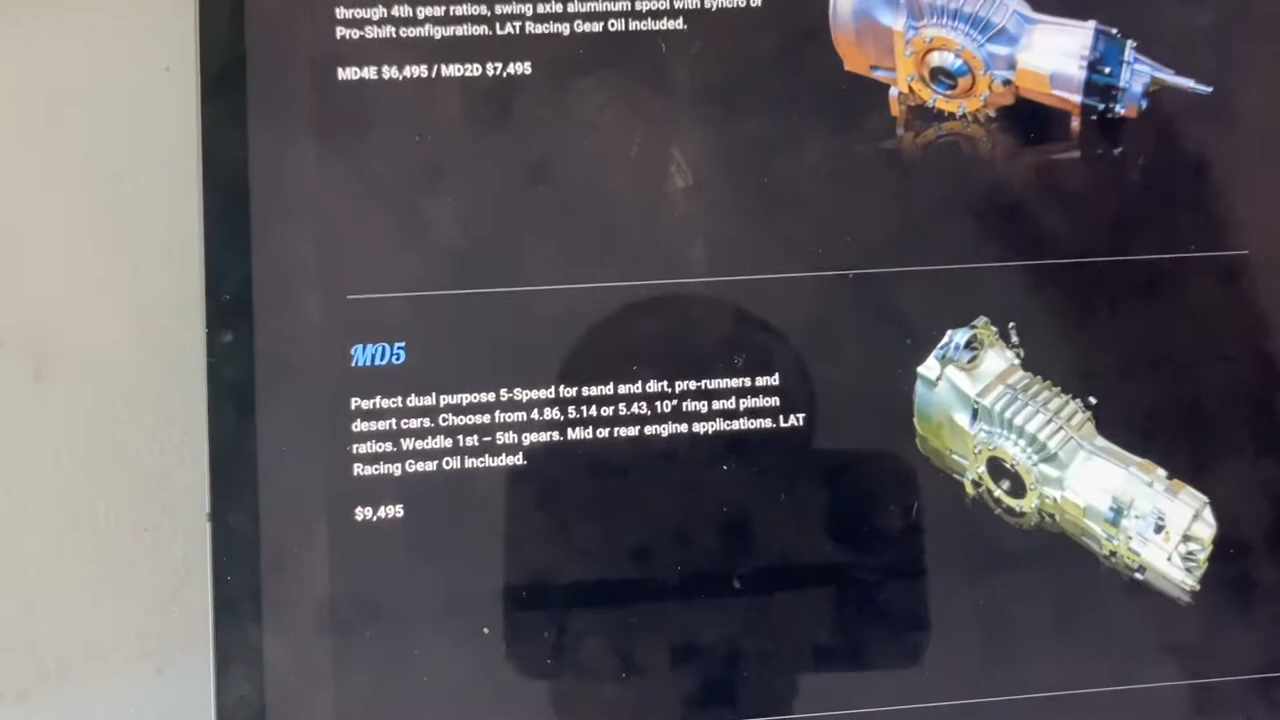 through 4th gear ratios, swing axle aluminum spool with syncro or
Pro-Shift configuration. LAT Racing Gear Oil included.
MD4E $6,495 / MD2D $7,495
MD5
Perfect dual purpose 5-Speed for sand and dirt, pre-runners and
desert cars. Choose from 4.86, 5.14 or 5.43, 10″ ring and pinion
ratios. Weddle 1st – 5th gears. Mid or rear engine applications. LAT
Racing Gear Oil included.
$9,495